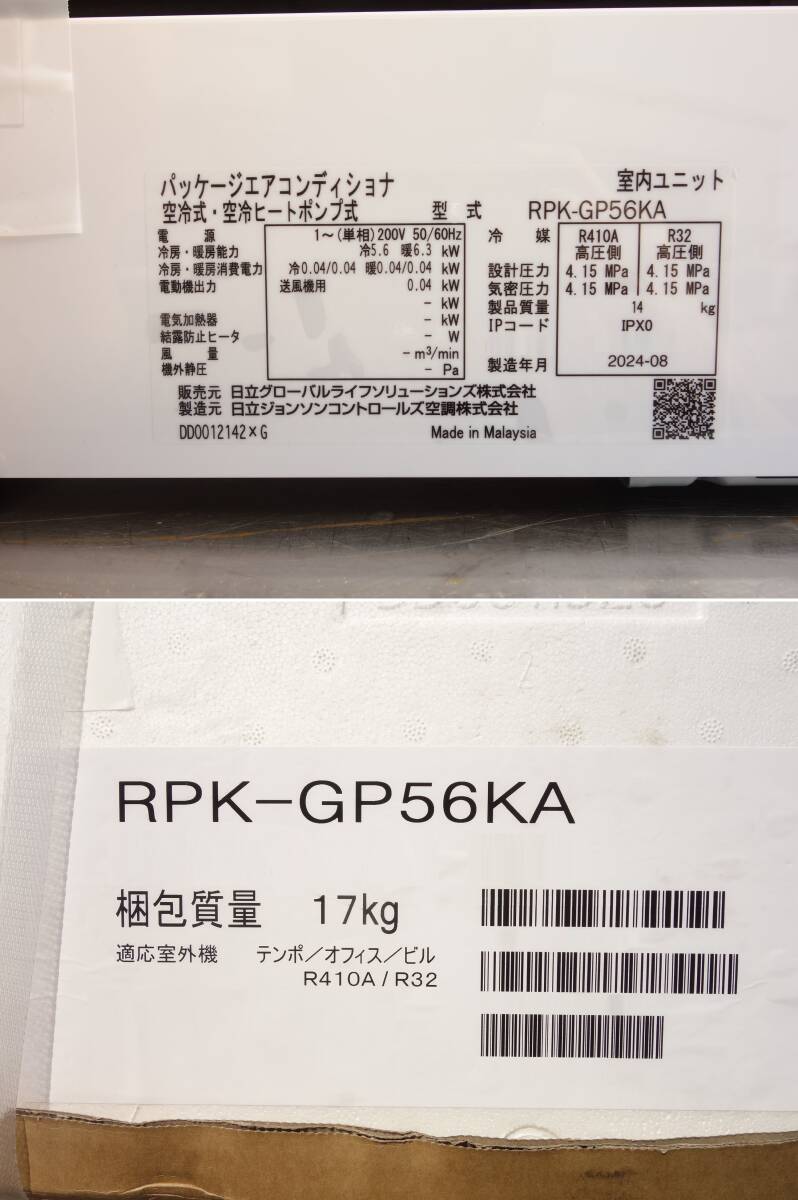 パッケージエアコンディショナ 室内ユニット
空冷式・空冷ヒートポンプ式 型式 RPK-GP56KA
電源 1～(単相)200V 50/60Hz
冷房・暖房能力 冷5.6 暖6.3 kW
冷房・暖房消費電力 冷0.04/0.04 暖0.04/0.04 kW
電動機出力 送風機用 0.04 kW
- kW
電気加熱器 - kW
結露防止ヒータ - W
風量 - m³/min
機外静圧 - Pa
冷媒 R410A R32
高圧側 高圧側
設計圧力 4.15 MPa 4.15 MPa
気密圧力 4.15 MPa 4.15 MPa
製品質量 14 kg
IPコード IPX0
製造年月 2024-08
販売元 日立グローバルライフソリューションズ株式会社
製造元 日立ジョンソンコントロールズ空調株式会社
DD0012142×G Made in Malaysia
2
RPK-GP56KA
梱包質量 17kg
適応室外機 テンポ／オフィス／ビル
R410A / R32